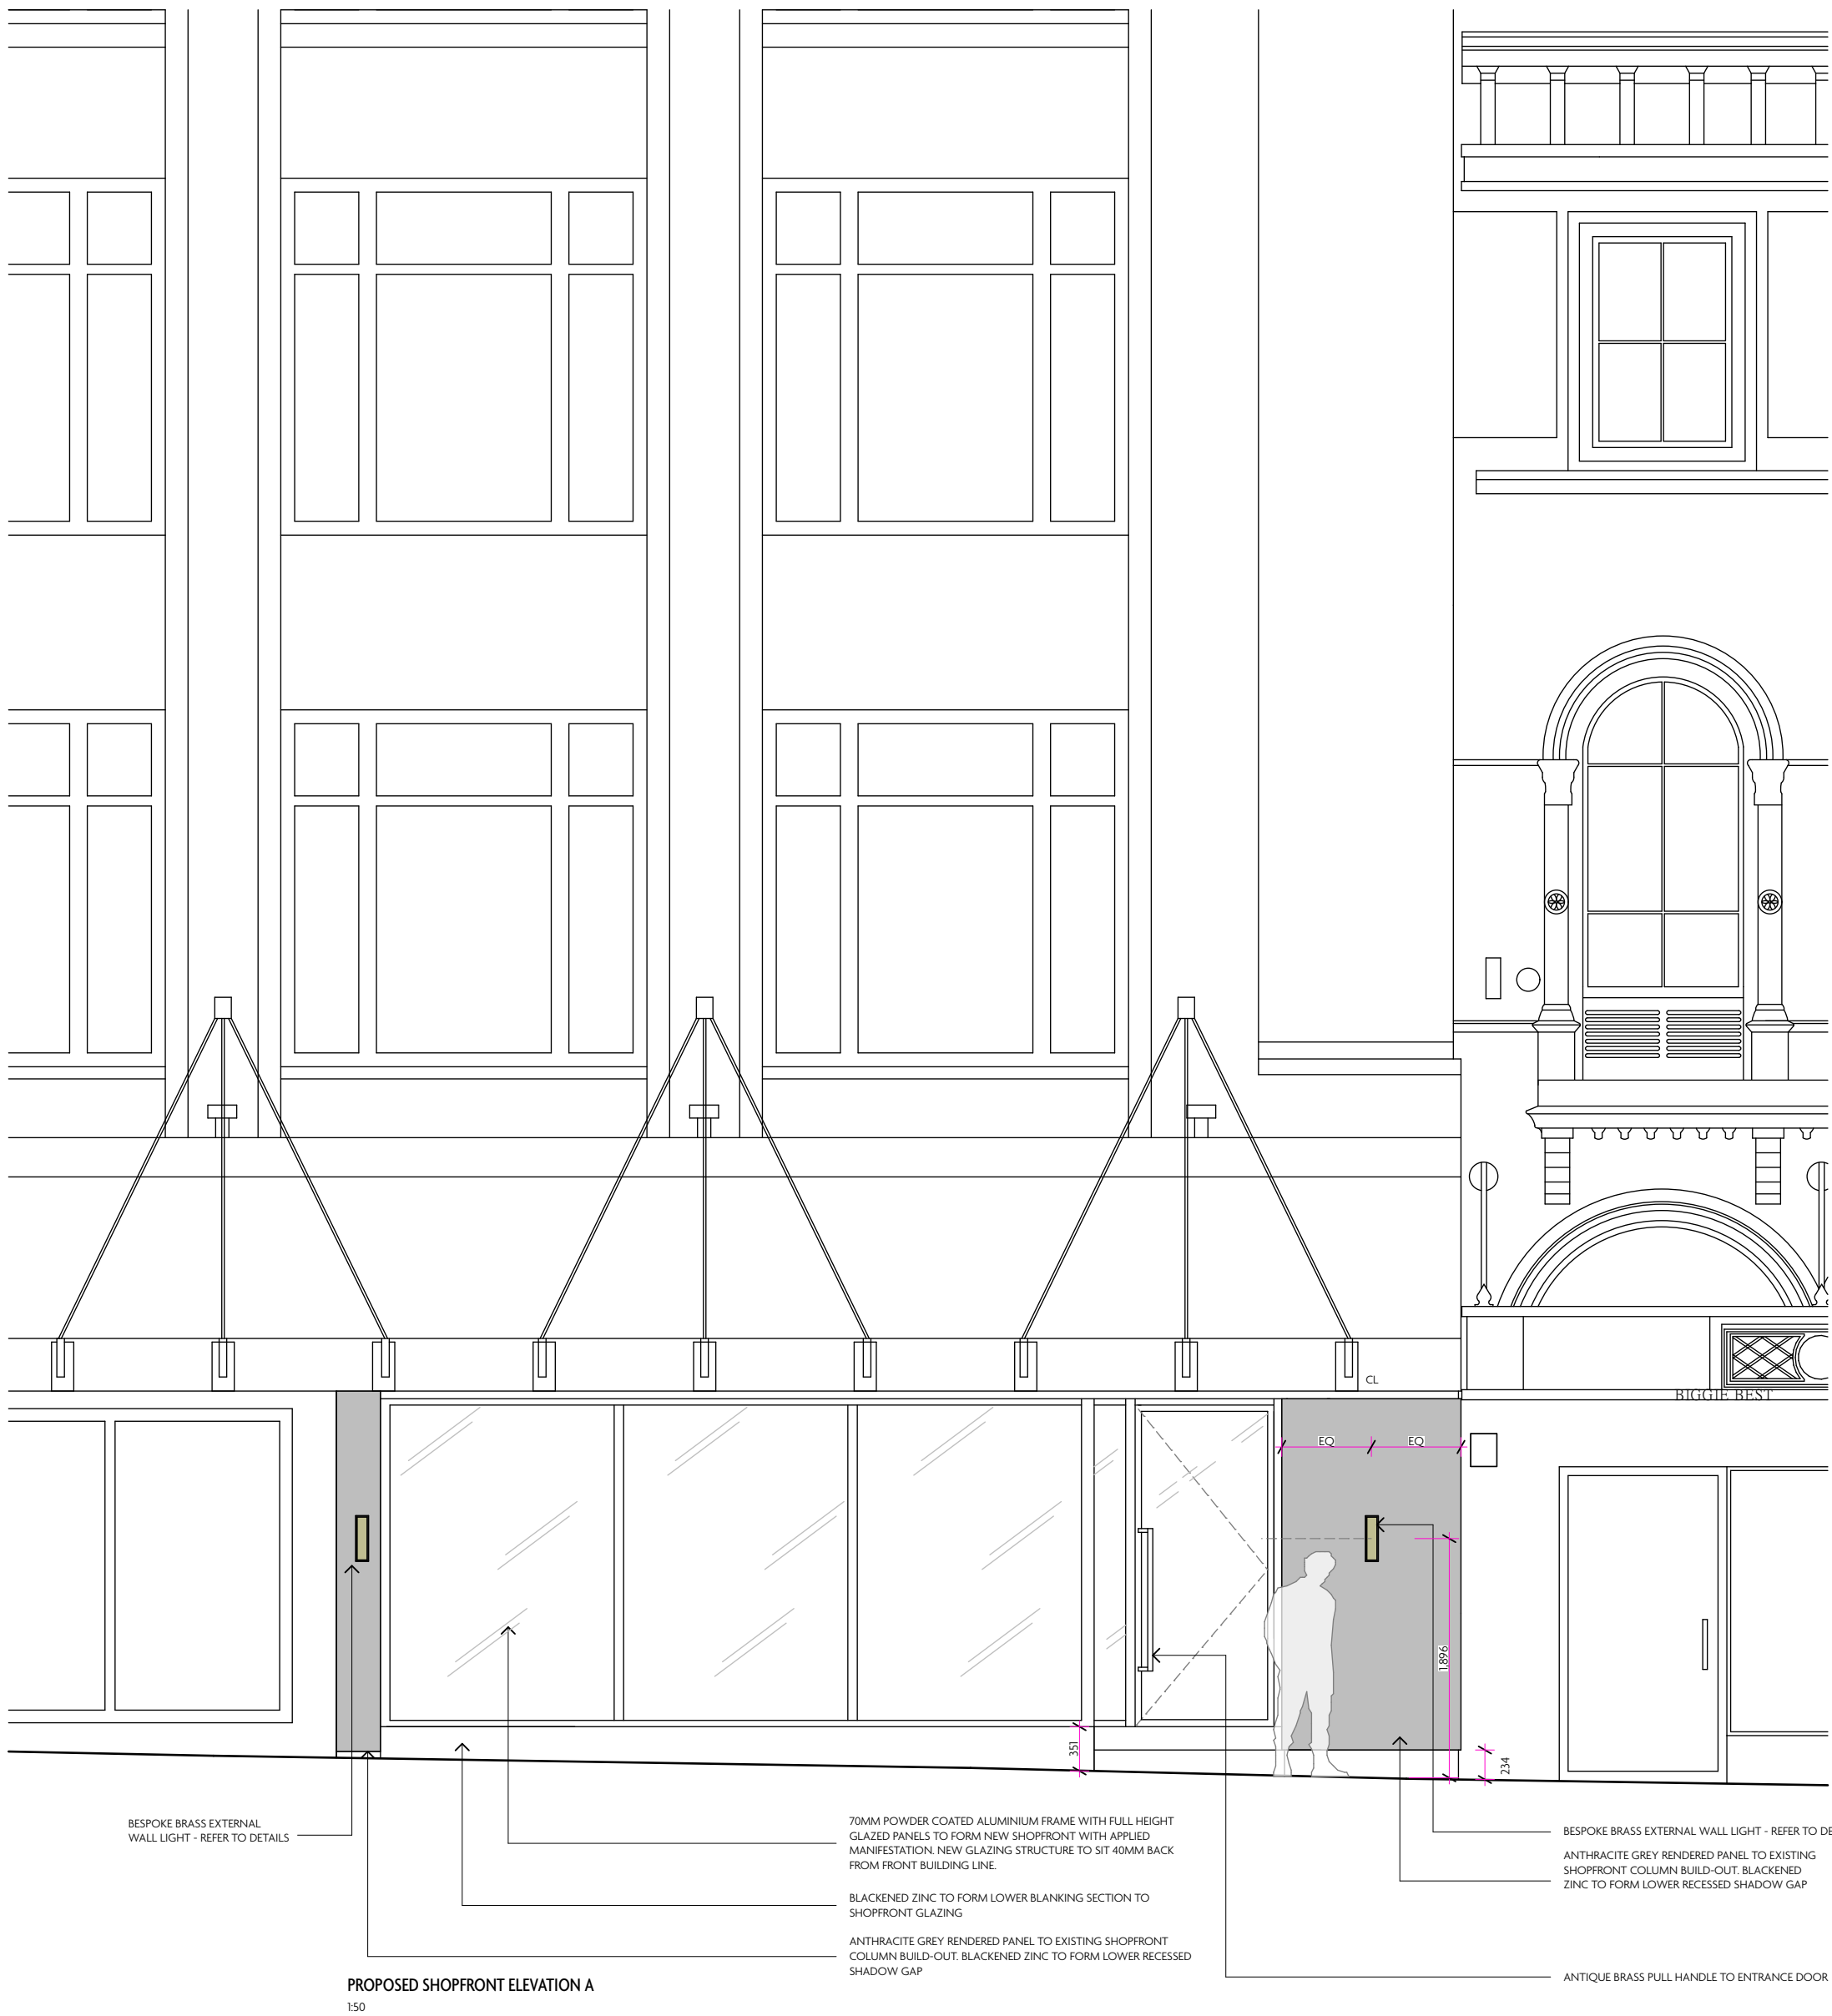 CL
BIGGIE BEST
EQ
EQ
1,896
351
234
BESPOKE BRASS EXTERNAL
WALL LIGHT - REFER TO DETAILS
70MM POWDER COATED ALUMINIUM FRAME WITH FULL HEIGHT
GLAZED PANELS TO FORM NEW SHOPFRONT WITH APPLIED
MANIFESTATION. NEW GLAZING STRUCTURE TO SIT 40MM BACK
FROM FRONT BUILDING LINE.
BLACKENED ZINC TO FORM LOWER BLANKING SECTION TO
SHOPFRONT GLAZING
ANTHRACITE GREY RENDERED PANEL TO EXISTING SHOPFRONT
COLUMN BUILD-OUT. BLACKENED ZINC TO FORM LOWER RECESSED
SHADOW GAP
BESPOKE BRASS EXTERNAL WALL LIGHT - REFER TO DE
ANTHRACITE GREY RENDERED PANEL TO EXISTING
SHOPFRONT COLUMN BUILD-OUT. BLACKENED
ZINC TO FORM LOWER RECESSED SHADOW GAP
ANTIQUE BRASS PULL HANDLE TO ENTRANCE DOOR
PROPOSED SHOPFRONT ELEVATION A
1:50